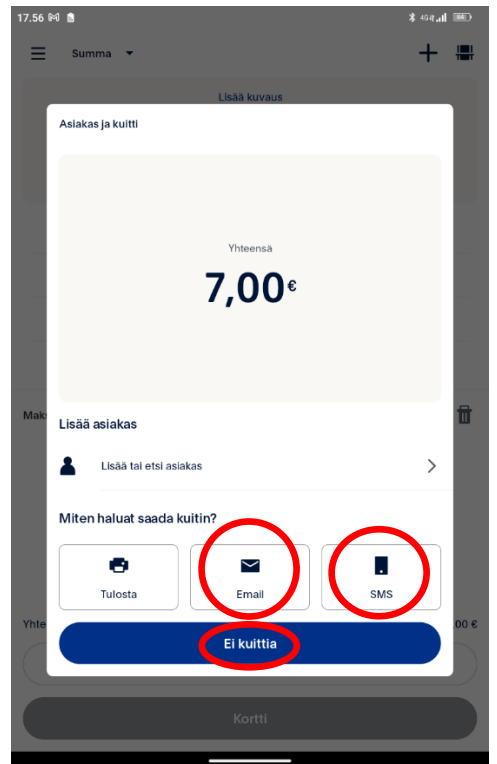 17.56 4G
Summa
Lisää kuvaus
Asiakas ja kuitti
Yhteensä
7,00€
Mak
Lisää asiakas
Lisää tai etsi asiakas
Miten haluat saada kuitin?
Tulosta Email SMS
Yhte ,00 €
Ei kuittia
Kortti